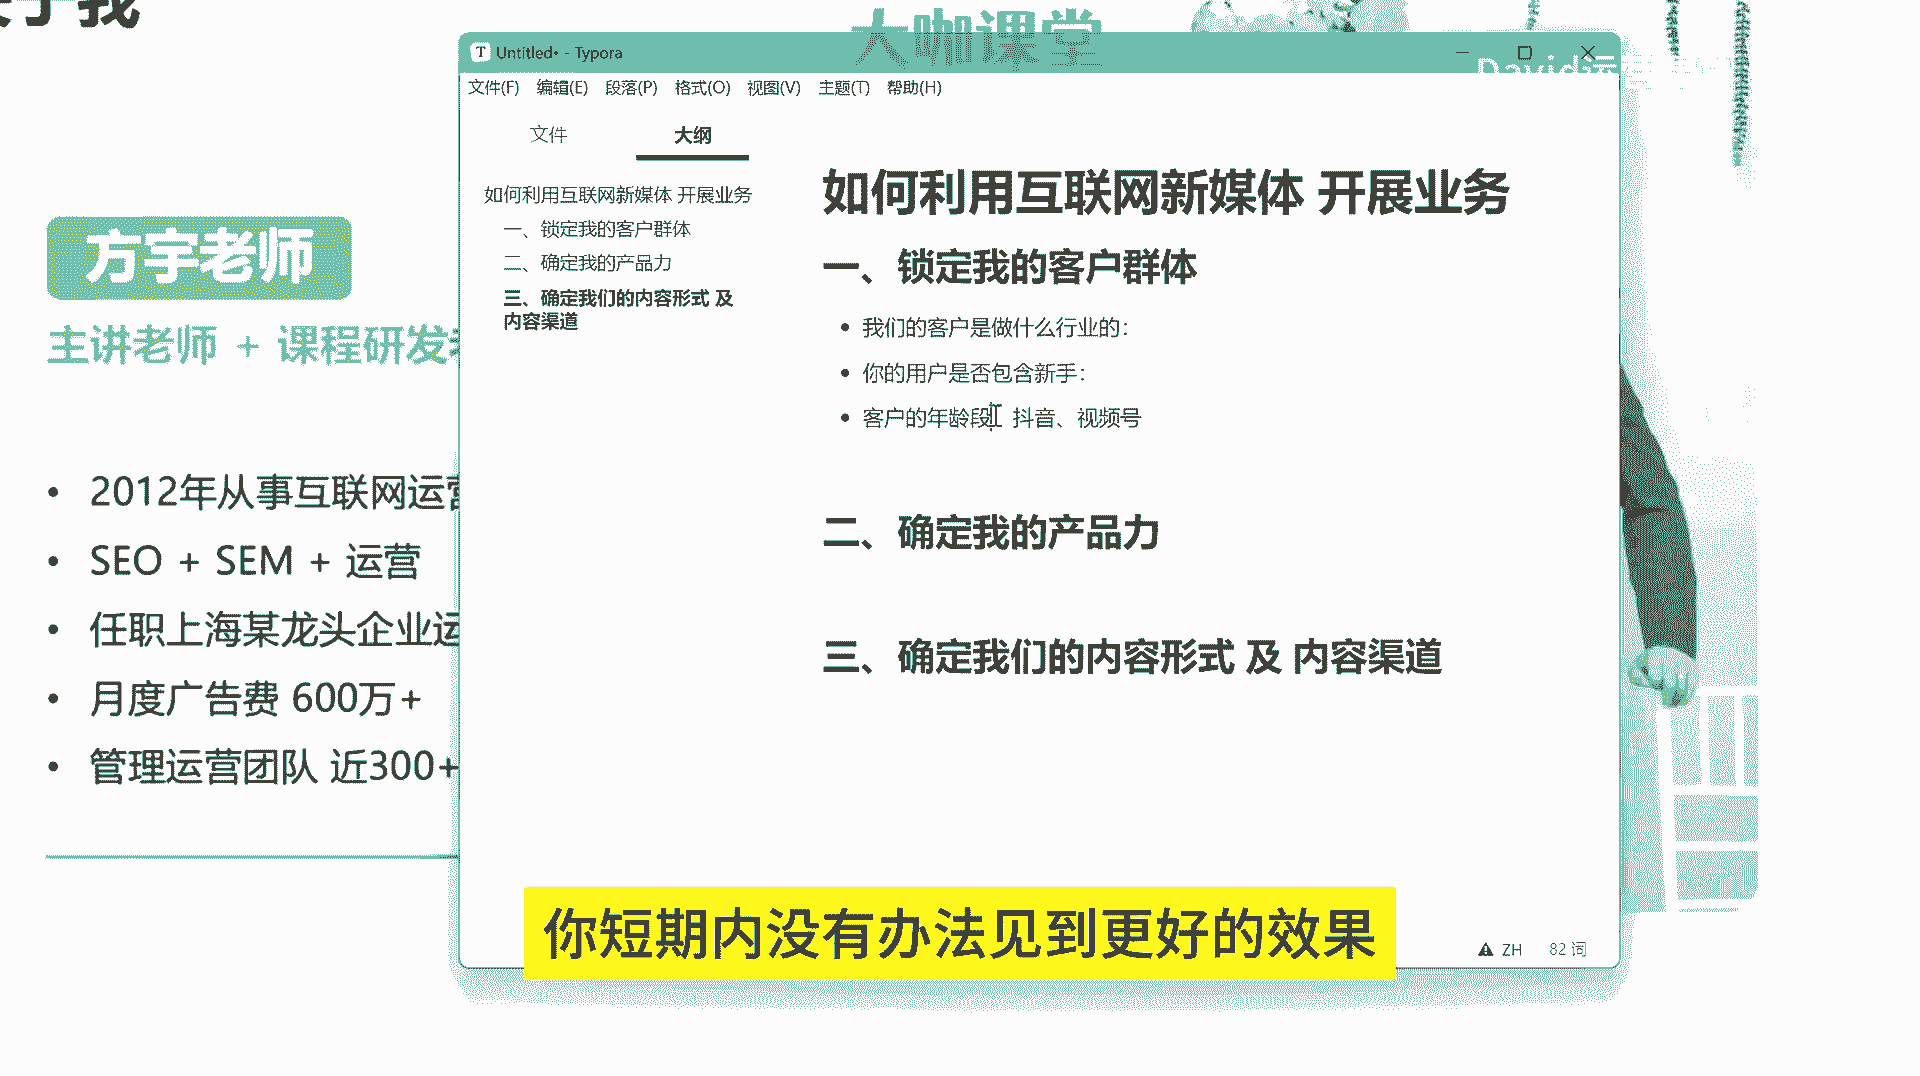 于我
大咖课堂
David运营
方宇老师
主讲老师 + 课程研发
• 2012年从事互联网运营
• SEO + SEM + 运营
• 任职上海某龙头企业运
• 月度广告费 600万+
• 管理运营团队 近300+
Untitled• - Typora
文件(F) 编辑(E) 段落(P) 格式(O) 视图(V) 主题(T) 帮助(H)
文件 大纲
如何利用互联网新媒体 开展业务
一、锁定我的客户群体
二、确定我的产品力
三、确定我们的内容形式 及
内容渠道
如何利用互联网新媒体 开展业务
一、锁定我的客户群体
• 我们的客户是做什么行业的:
• 你的用户是否包含新手:
• 客户的年龄段 抖音、视频号
二、确定我的产品力
三、确定我们的内容形式 及 内容渠道
你短期内没有办法见到更好的效果
ZH 82 词